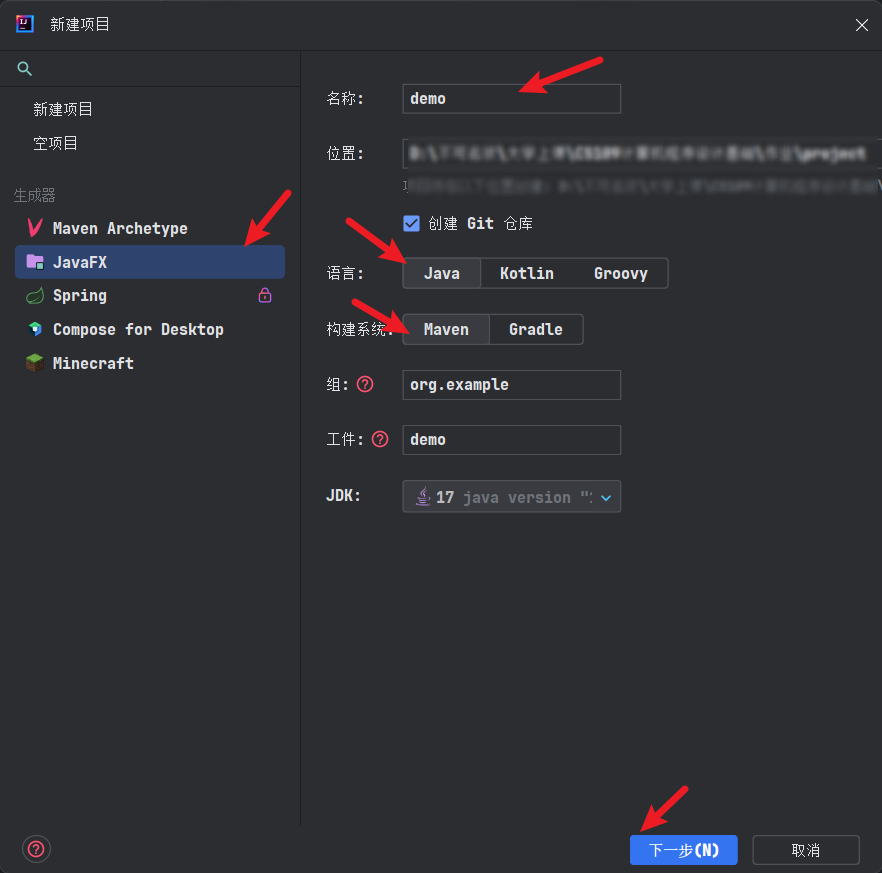 新建项目
新建项目
空项目
生成器
Maven Archetype
JavaFX
Spring
Compose for Desktop
Minecraft
名称: demo
位置:
创建 Git 仓库
语言: Java Kotlin Groovy
构建系统: Maven Gradle
组: org.example
工件: demo
JDK: 17 java version
下一步(N) 取消